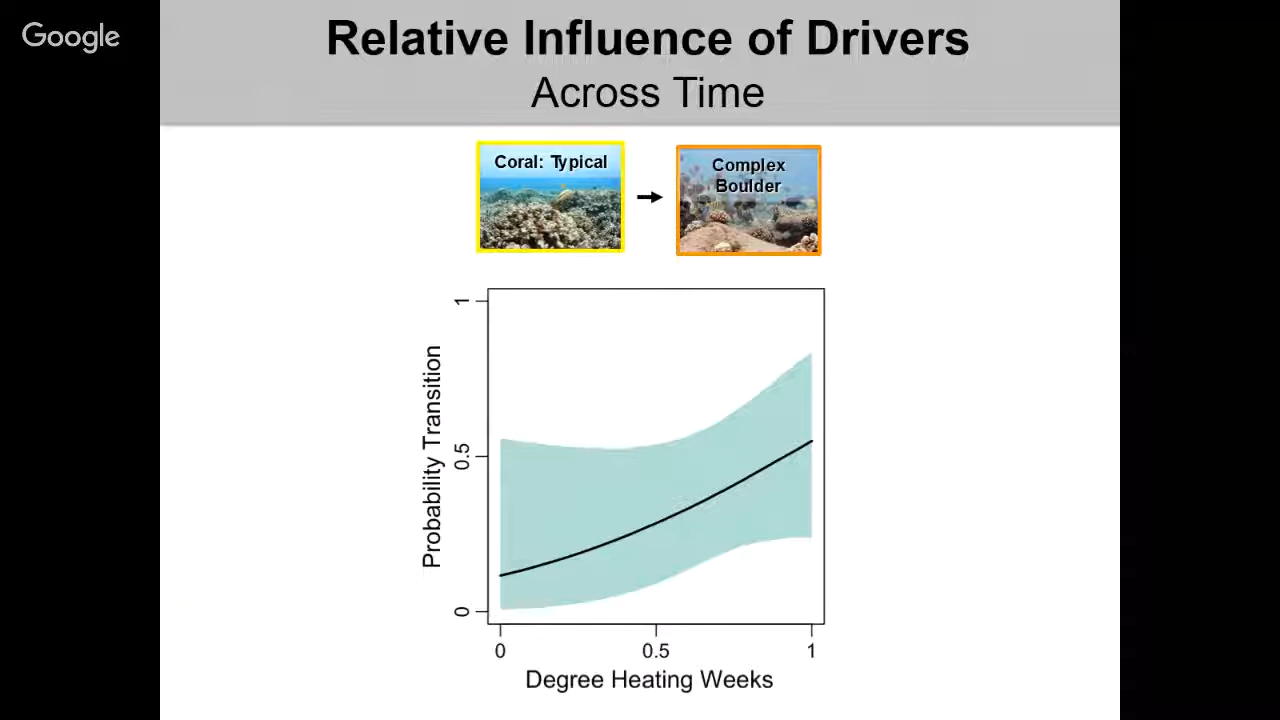 Google
Relative Influence of Drivers
Across Time
Coral: Typical
Complex
Boulder
Probability Transition
1
0.5
0
0
0.5
1
Degree Heating Weeks